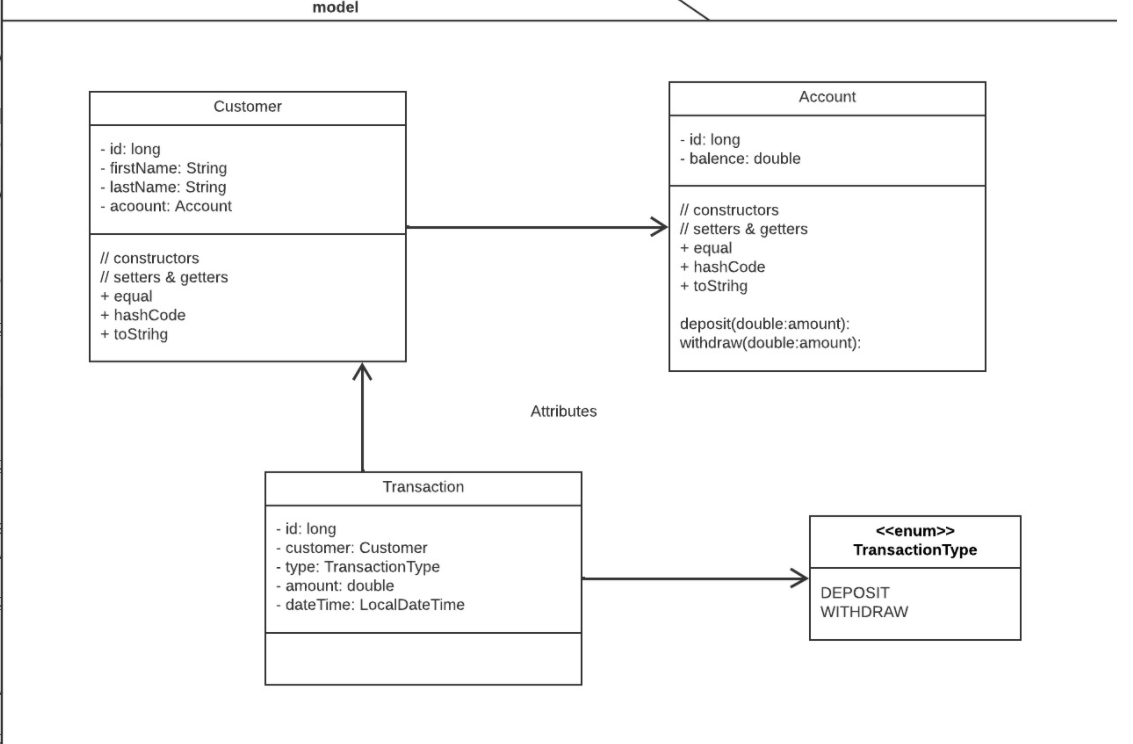 model
Customer
- id: long
- firstName: String
- lastName: String
- acoount: Account
// constructors
// setters & getters
+ equal
+ hashCode
+ toStrihg
Account
- id: long
- balence: double
// constructors
// setters & getters
+ equal
+ hashCode
+ toStrihg
deposit(double:amount):
withdraw(double:amount):
Attributes
Transaction
- id: long
- customer: Customer
- type: TransactionType
- amount: double
- dateTime: LocalDateTime
<<enum>>
TransactionType
DEPOSIT
WITHDRAW